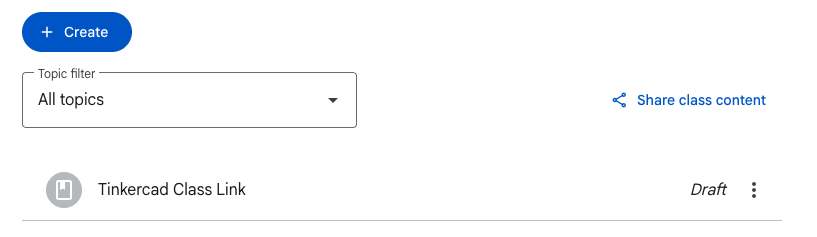 + Create
Topic filter
All topics
Share class content
Tinkercad Class Link
Draft